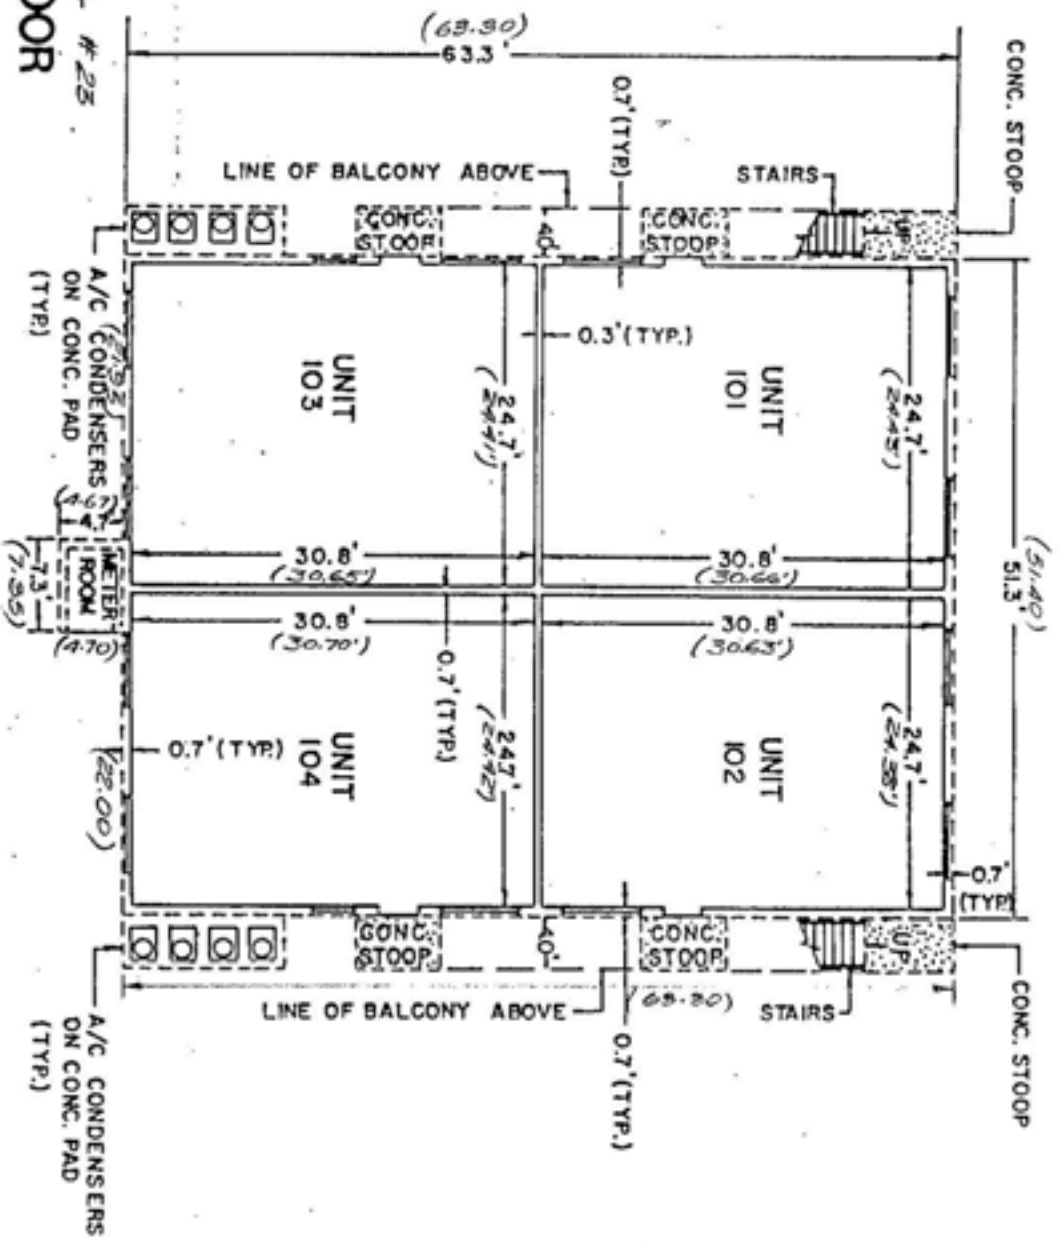 OOR
# 23
(63.30)
63.3'
CONC. STOOP
0.7'(TYP.)
LINE OF BALCONY ABOVE
STAIRS
CONC.
STOOP
4.0'
CONC.
STOOP
UP
A/C CONDENSERS
ON CONC. PAD
(TYP.)
0.3'(TYP.)
UNIT
103
24.7'
(24.41')
UNIT
101
24.7'
(24.43')
(51.40)
51.3'
(4.67)
4.7
METER
ROOM
7.3'
(7.35)
(4.70)
30.8'
(30.65')
30.8'
(30.66')
30.8'
(30.70')
30.8'
(30.63')
0.7'(TYP.)
0.7'(TYP.)
(22.00)
UNIT
104
24.7'
(24.42')
UNIT
102
24.7'
0.7'
(TYP.)
CONC.
STOOP
4.0'
CONC.
STOOP
UP
LINE OF BALCONY ABOVE
(63.30)
STAIRS
CONC. STOOP
0.7'(TYP.)
A/C CONDENSERS
ON CONC. PAD
(TYP.)